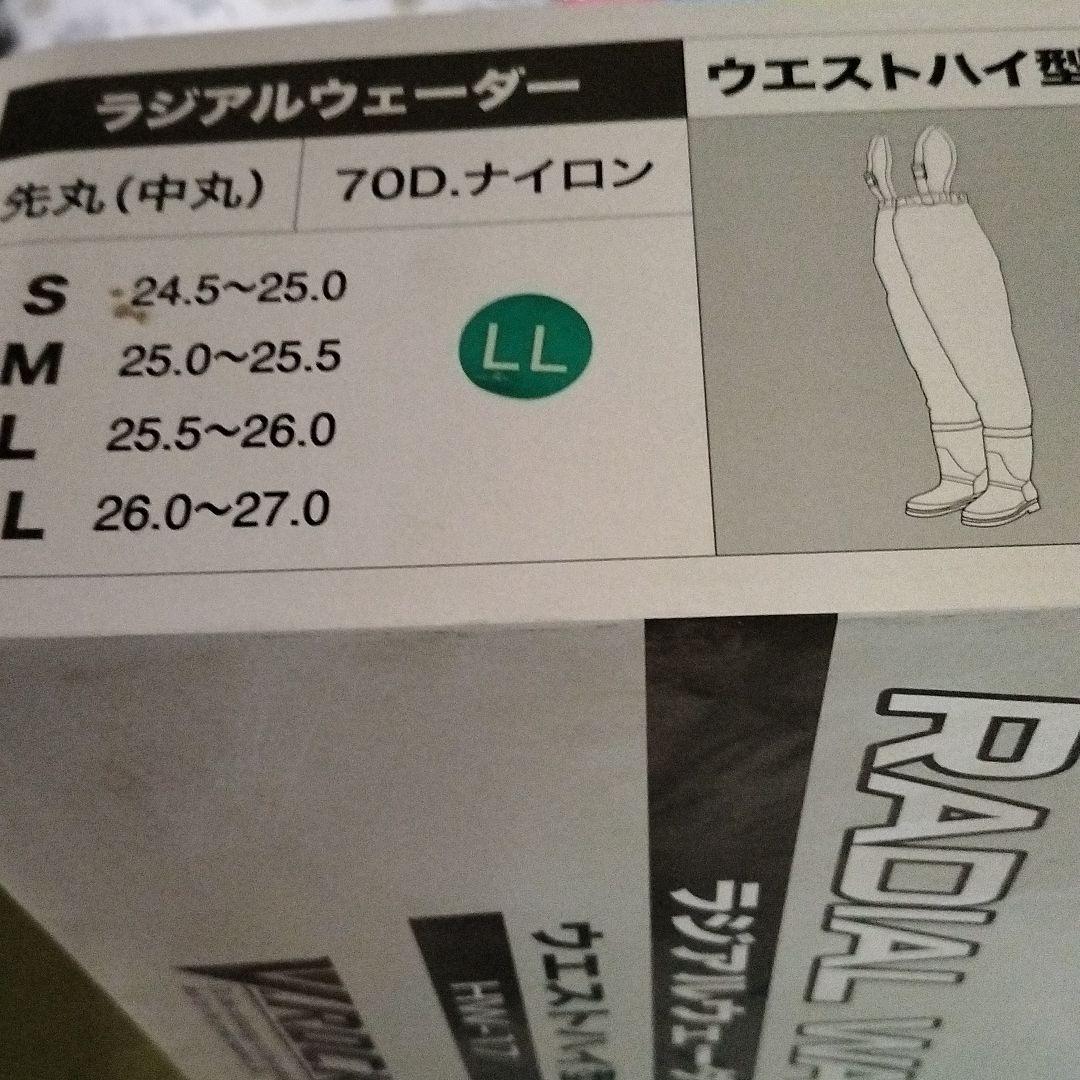 ラジアルウェーダー
ウエストハイ型
先丸(中丸)
70D.ナイロン
S 24.5〜25.0
M 25.0〜25.5
L 25.5〜26.0
L 26.0〜27.0
LL
RADIAL
ラジアルウェー
ウエストハイ
HW-17